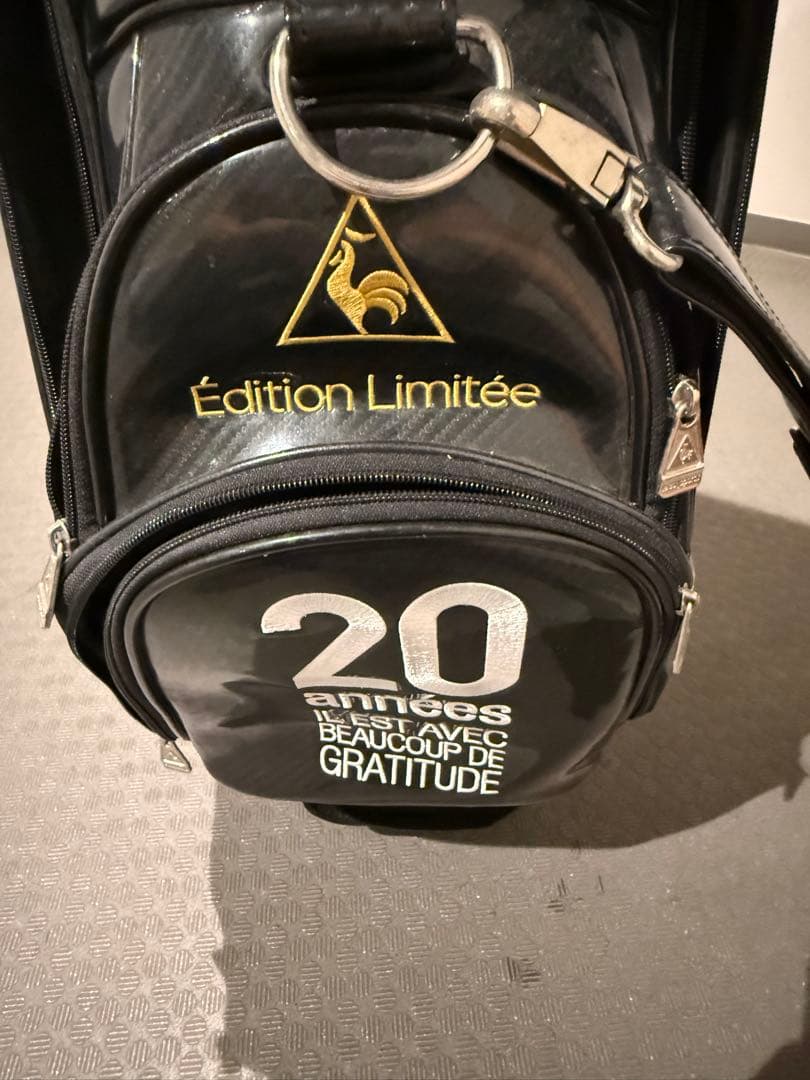 Édition Limitée
20
années
IL EST AVEC
BEAUCOUP DE
GRATITUDE